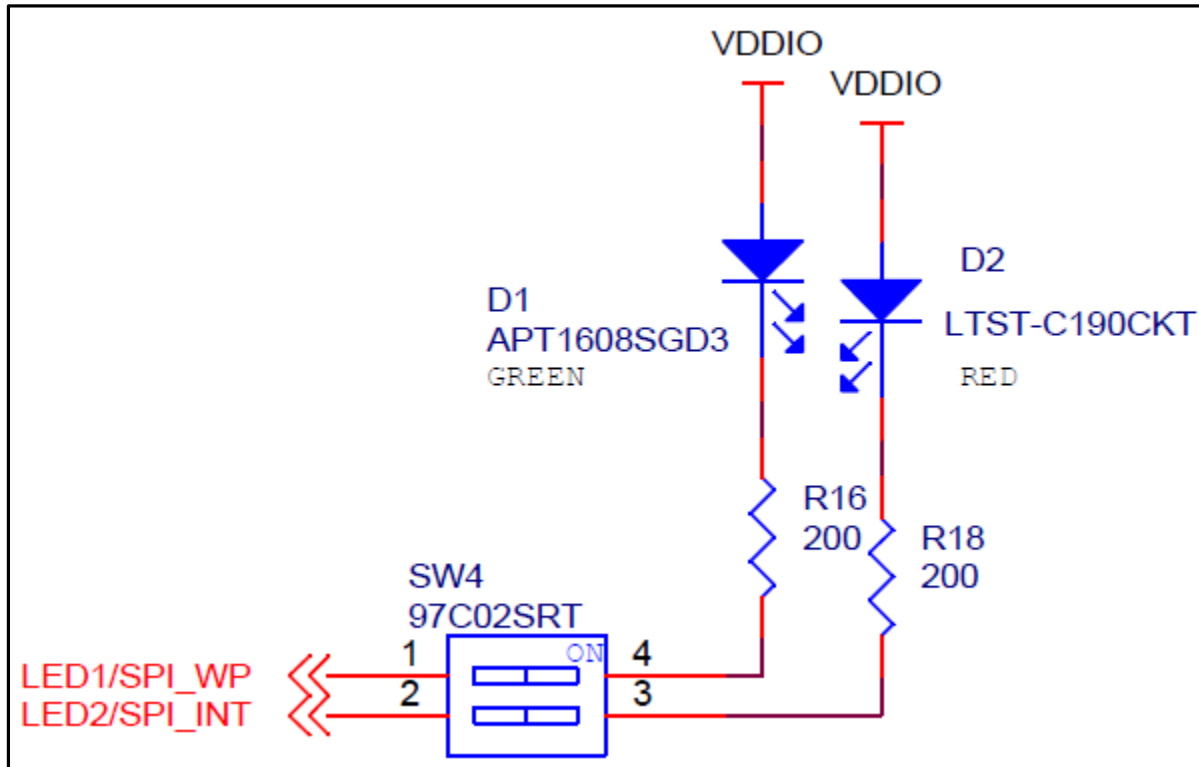 VDDIO
VDDIO
D1
APT1608SGD3
GREEN
D2
LTST-C190CKT
RED
R16
200
R18
200
SW4
97C02SRT
ON
1
4
LED1/SPI_WP
2
3
LED2/SPI_INT